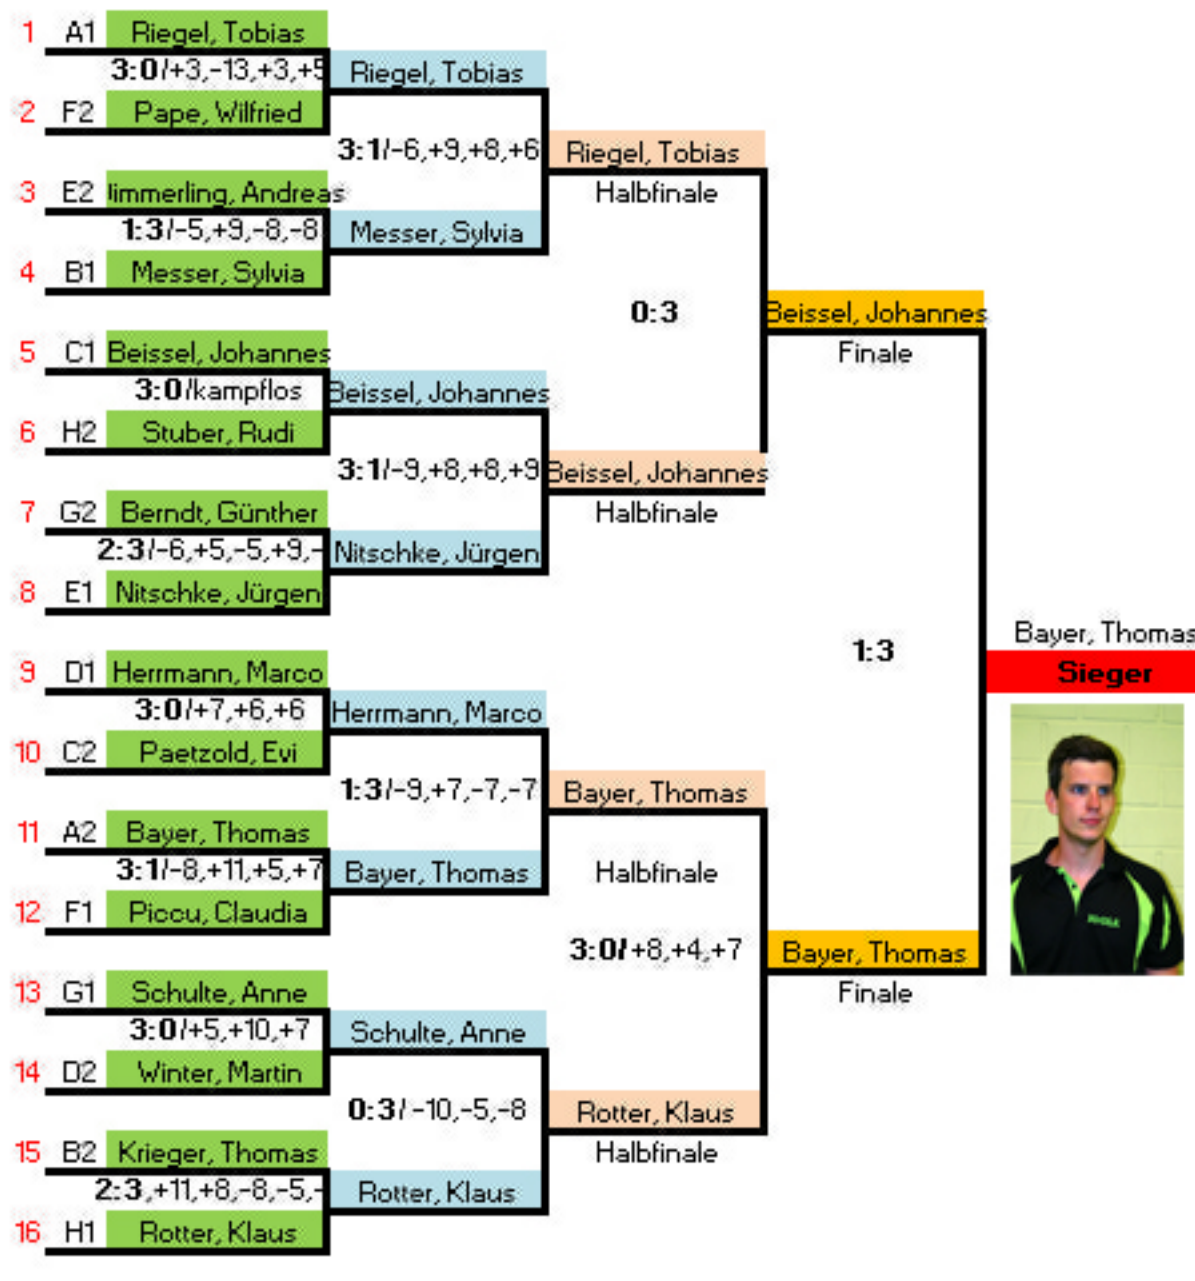 1 A1 Riegel, Tobias
3:0/+3,-13,+3,+5
Riegel, Tobias
2 F2 Pape, Wilfried
3:1/-6,+9,+8,+6
Riegel, Tobias
Halbfinale
3 E2 immerling, Andreas
1:3/-5,+9,-8,-8
Messer, Sylvia
4 B1 Messer, Sylvia
0:3
Beissel, Johannes
Finale
5 C1 Beissel, Johannes
3:0/kampflos
Beissel, Johannes
6 H2 Stuber, Rudi
3:1/-9,+8,+8,+9
Beissel, Johannes
Halbfinale
7 G2 Berndt, Günther
2:3/-6,+5,-5,+9,-
Nitschke, Jürgen
8 E1 Nitschke, Jürgen
1:3
Bayer, Thomas
Sieger
9 D1 Herrmann, Marco
3:0/+7,+6,+6
Herrmann, Marco
10 C2 Paetzold, Evi
1:3/-9,+7,-7,-7
Bayer, Thomas
Halbfinale
11 A2 Bayer, Thomas
3:1/-8,+11,+5,+7
Bayer, Thomas
12 F1 Piccu, Claudia
3:0/+8,+4,+7
Bayer, Thomas
Finale
13 G1 Schulte, Anne
3:0/+5,+10,+7
Schulte, Anne
14 D2 Winter, Martin
0:3/-10,-5,-8
Rotter, Klaus
Halbfinale
15 B2 Krieger, Thomas
2:3,+11,+8,-8,-5,-
Rotter, Klaus
16 H1 Rotter, Klaus